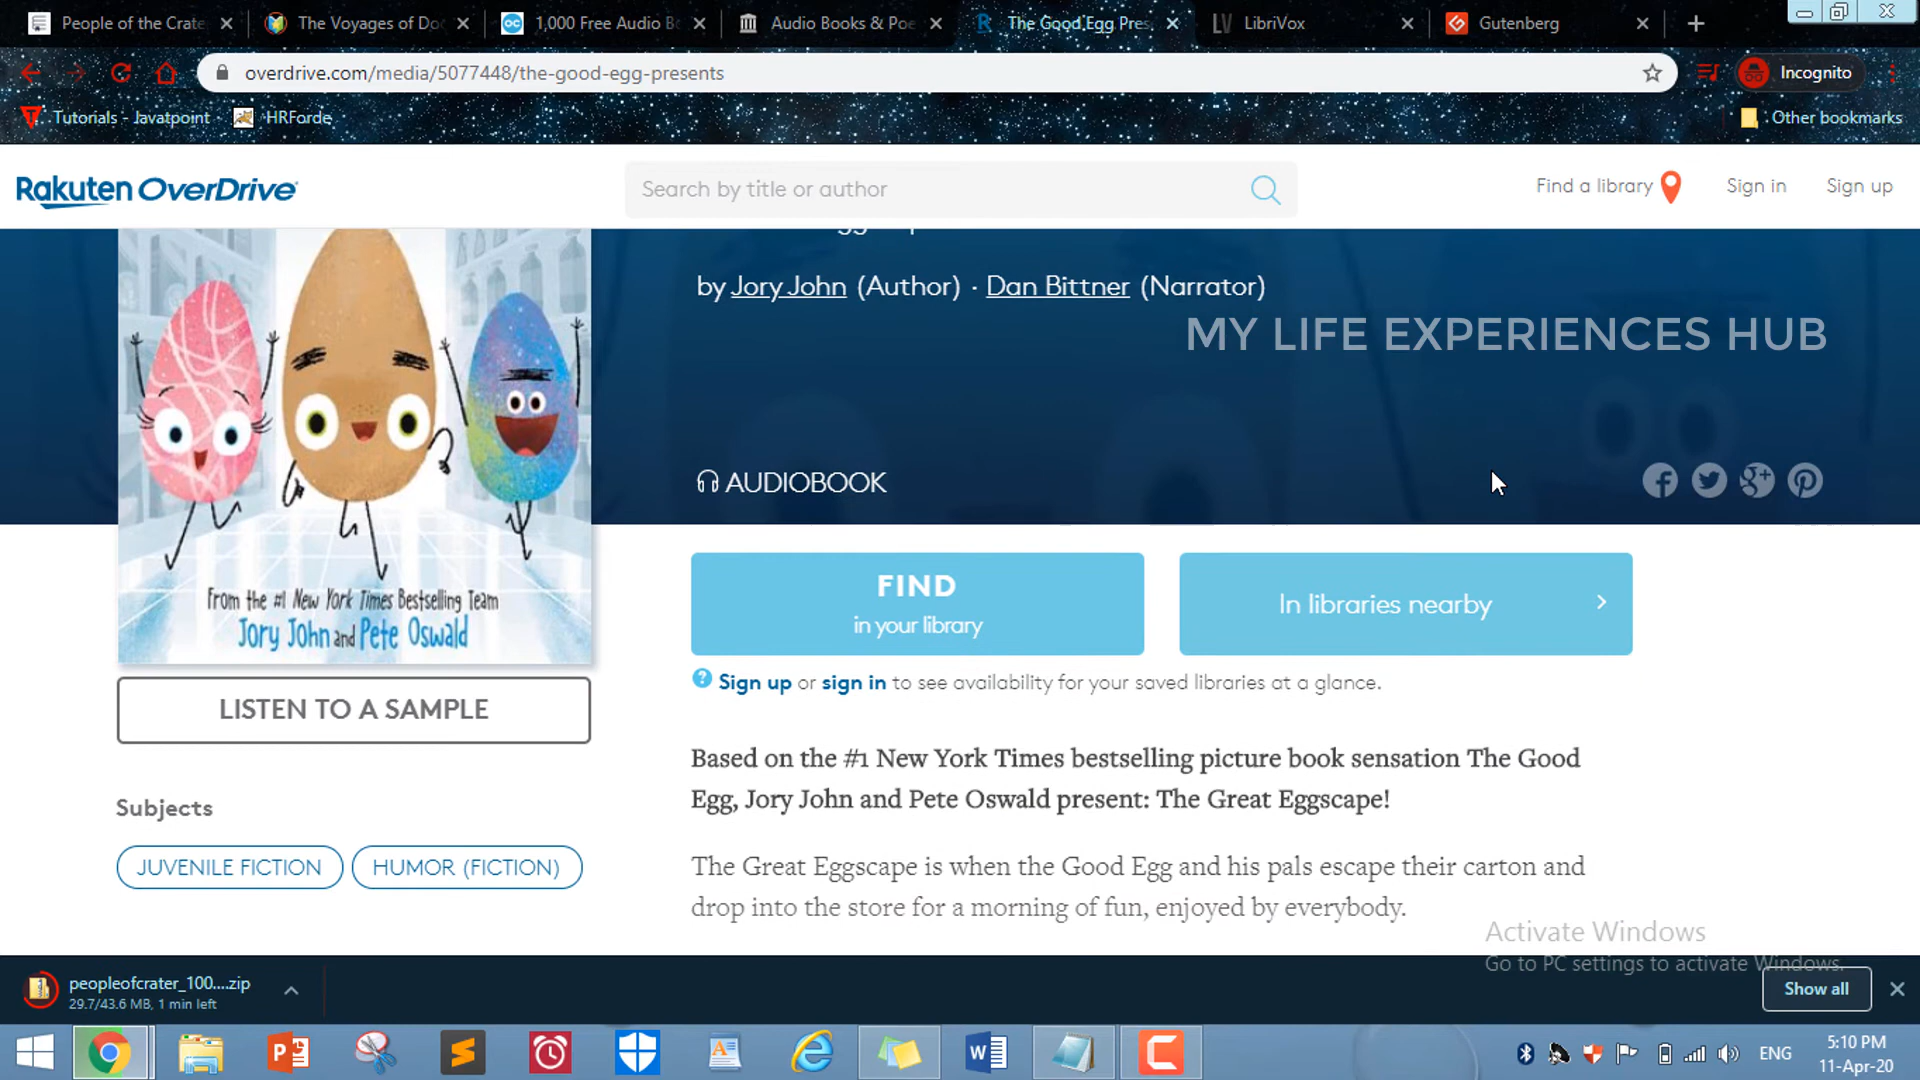 People of the Crate
The Voyages of Doc
1,000 Free Audio Bo
Audio Books & Poe
The Good Egg Pres
LibriVox
Gutenberg
overdrive.com/media/5077448/the-good-egg-presents
Incognito
Tutorials - Javatpoint
HRForde
Other bookmarks
Rakuten OverDrive
Search by title or author
Find a library
Sign in
Sign up
by Jory John (Author) · Dan Bittner (Narrator)
MY LIFE EXPERIENCES HUB
AUDIOBOOK
From the #1 New York Times Bestselling Team
Jory John and Pete Oswald
FIND
in your library
In libraries nearby
Sign up or sign in to see availability for your saved libraries at a glance.
LISTEN TO A SAMPLE
Based on the #1 New York Times bestselling picture book sensation The Good
Egg, Jory John and Pete Oswald present: The Great Eggscape!
Subjects
JUVENILE FICTION
HUMOR (FICTION)
The Great Eggscape is when the Good Egg and his pals escape their carton and
drop into the store for a morning of fun, enjoyed by everybody.
Activate Windows
Go to PC settings to activate Windows.
peopleofcrater_100....zip
29.7/43.6 MB, 1 min left
Show all
ENG
5:10 PM
11-Apr-20